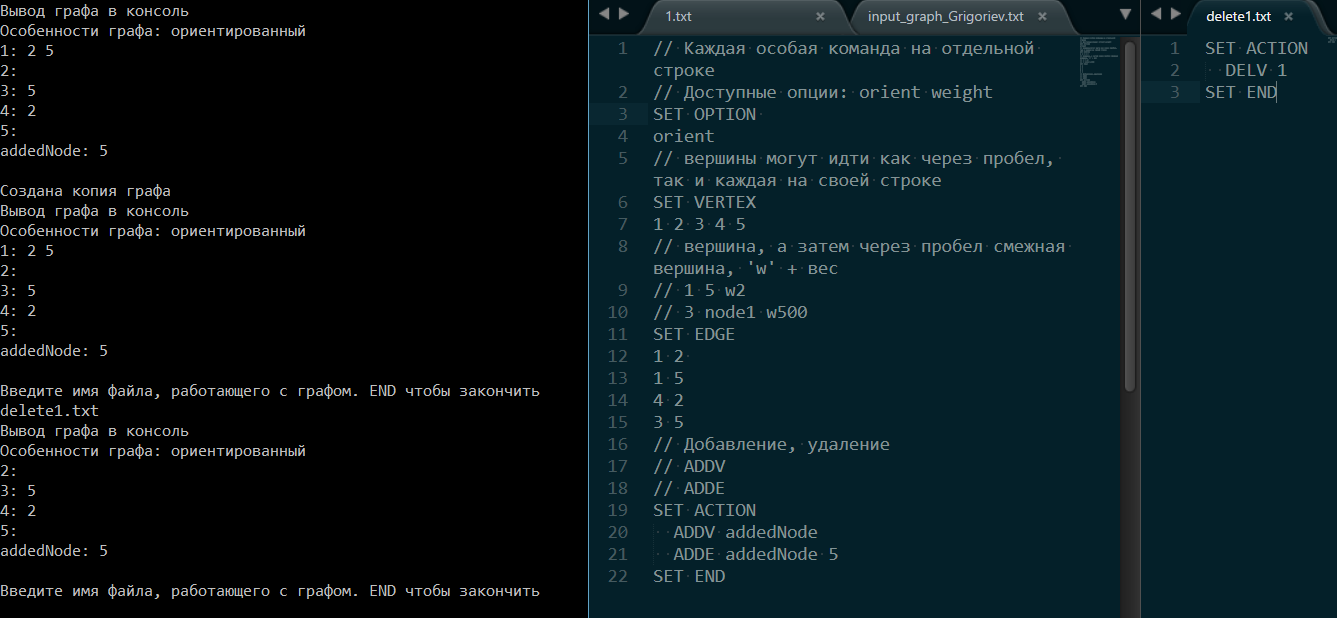 Вывод графа в консоль
Особенности графа: ориентированный
1: 2 5
2:
3: 5
4: 2
5:
addedNode: 5
Создана копия графа
Вывод графа в консоль
Особенности графа: ориентированный
1: 2 5
2:
3: 5
4: 2
5:
addedNode: 5
Введите имя файла, работающего с графом. END чтобы закончить
delete1.txt
Вывод графа в консоль
Особенности графа: ориентированный
2:
3: 5
4: 2
5:
addedNode: 5
Введите имя файла, работающего с графом. END чтобы закончить
1.txt × input_graph_Grigoriev.txt ×
1 // Каждая особая команда на отдельной
строке
2 // Доступные опции: orient weight
3 SET OPTION
4 orient
5 // вершины могут идти как через пробел,
так и каждая на своей строке
6 SET VERTEX
7 1 2 3 4 5
8 // вершина, а затем через пробел смежная
вершина, 'w' + вес
9 // 1 5 w2
10 // 3 node1 w500
11 SET EDGE
12 1 2
13 1 5
14 4 2
15 3 5
16 // Добавление, удаление
17 // ADDV
18 // ADDE
19 SET ACTION
20 ADDV addedNode
21 ADDE addedNode 5
22 SET END
delete1.txt ×
1 SET ACTION
2 DELV 1
3 SET END